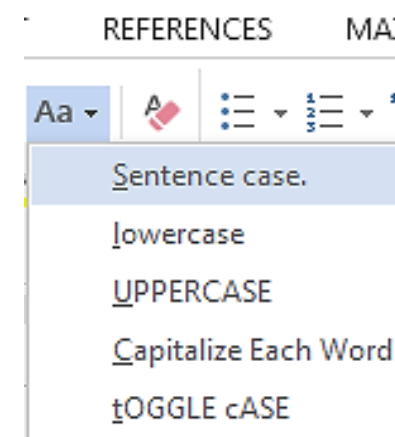 REFERENCES
Aa
Sentence case.
lowercase
UPPERCASE
Capitalize Each Word
tOGGLE cASE